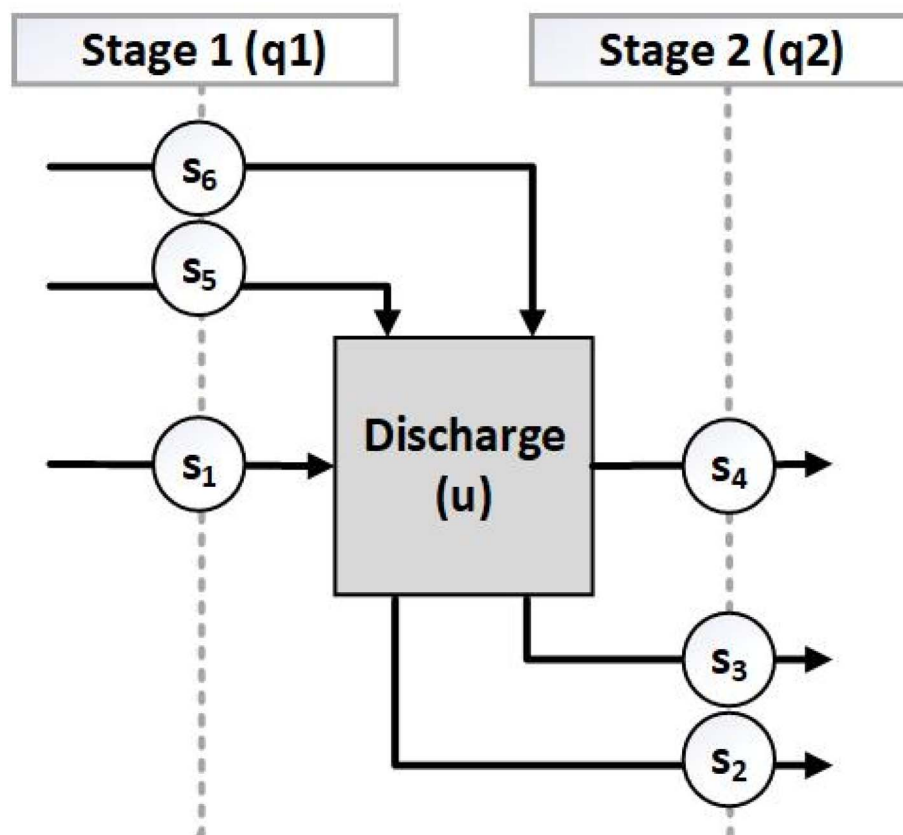 Stage 1 (q1)
Stage 2 (q2)
s₆
s₅
Discharge
(u)
s₁
s₄
s₃
s₂